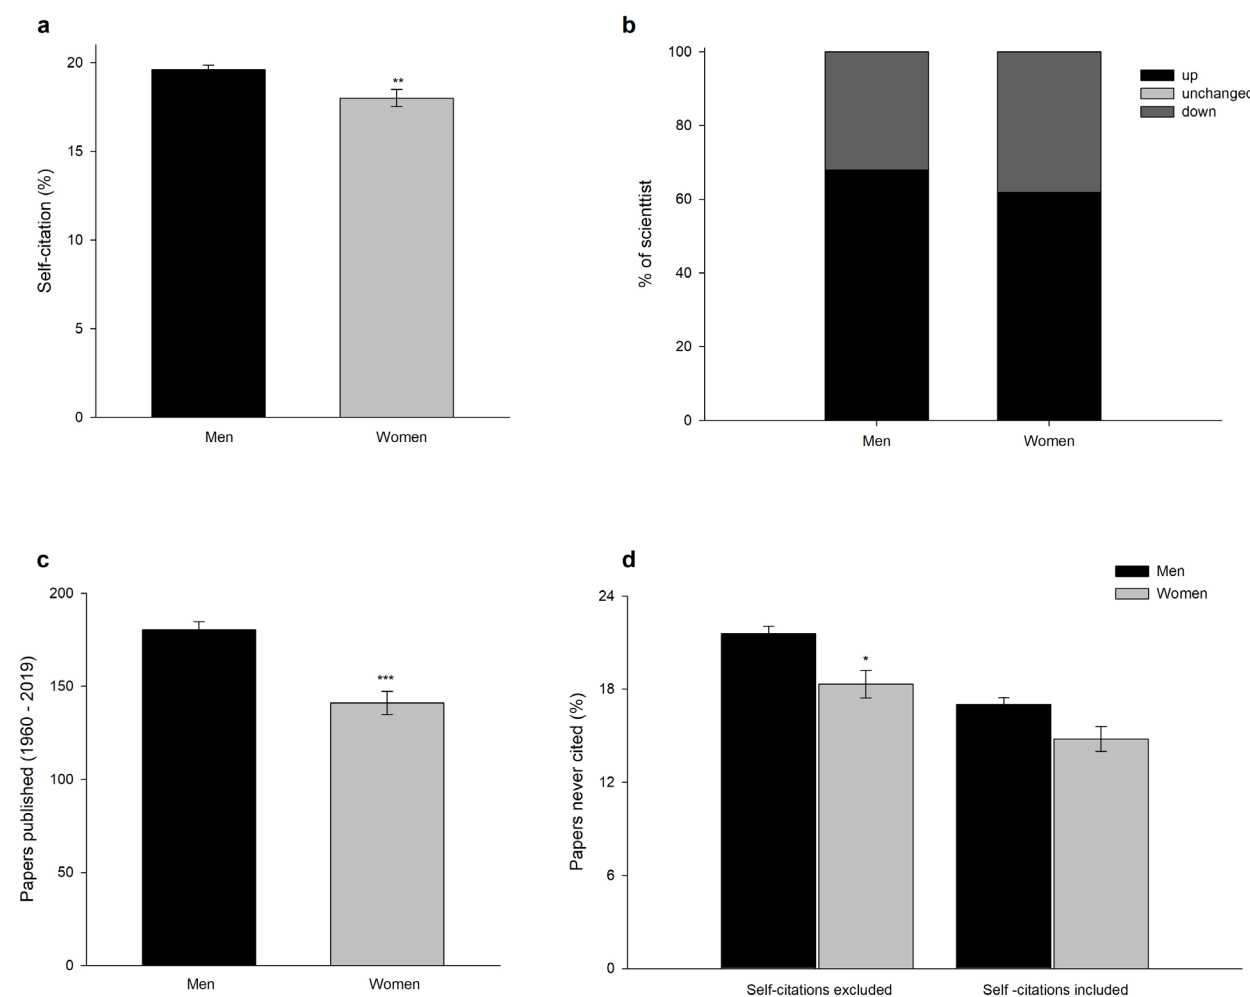 a
Self-citation (%)
20
15
10
5
0
**
Men
Women
b
% of scienttist
100
80
60
40
20
0
up
unchanged
down
Men
Women
c
Papers published (1960 - 2019)
200
150
100
50
0
***
Men
Women
d
Papers never cited (%)
24
18
12
6
0
*
Men
Women
Self-citations excluded
Self -citations included